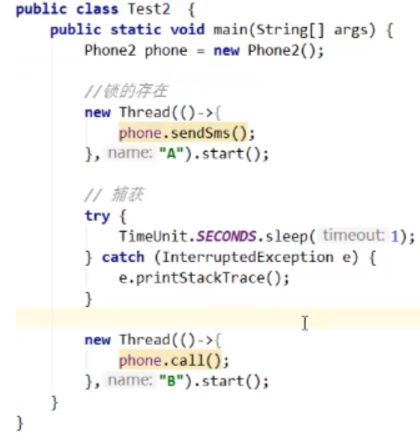 public class Test2 {
public static void main(String[] args) {
Phone2 phone = new Phone2();
//锁的存在
new Thread(()->{
phone.sendSms();
}, name: "A").start();
// 捕获
try {
TimeUnit.SECONDS.sleep( timeout: 1);
} catch (InterruptedException e) {
e.printStackTrace();
}
new Thread(()->{
phone.call();
}, name: "B").start();
}
}